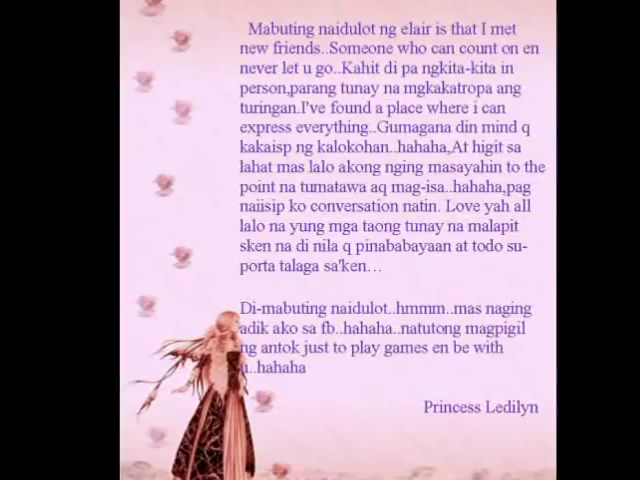 Mabuting naidulot ng elair is that I met
new friends..Someone who can count on en
never let u go..Kahit di pa ngkita-kita in
person,parang tunay na mgkakatropa ang
turingan.I've found a place where i can
express everything..Gumagana din mind q
kakaisp ng kalokohan..hahaha,At higit sa
lahat mas lalo akong nging masayahin to the
point na tumatawa aq mag-isa..hahaha,pag
naiisip ko conversation natin. Love yah all
lalo na yung mga taong tunay na malapit
sken na di nila q pinababayaan at todo su-
porta talaga sa'ken…
Di-mabuting naidulot..hmmm..mas naging
adik ako sa fb..hahaha..natutong magpigil
ng antok just to play games en be with
u..hahaha
Princess Ledilyn